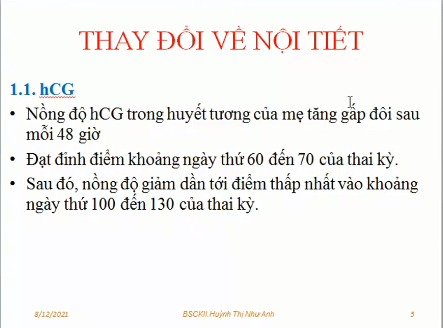 THAY ĐỔI VỀ NỘI TIẾT
1.1. hCG
• Nồng độ hCG trong huyết tương của mẹ tăng gấp đôi sau
mỗi 48 giờ
• Đạt đỉnh điểm khoảng ngày thứ 60 đến 70 của thai kỳ.
• Sau đó, nồng độ giảm dần tới điểm thấp nhất vào khoảng
ngày thứ 100 đến 130 của thai kỳ.
8/12/2021 BSCKII.Huỳnh Thị Như Anh 5